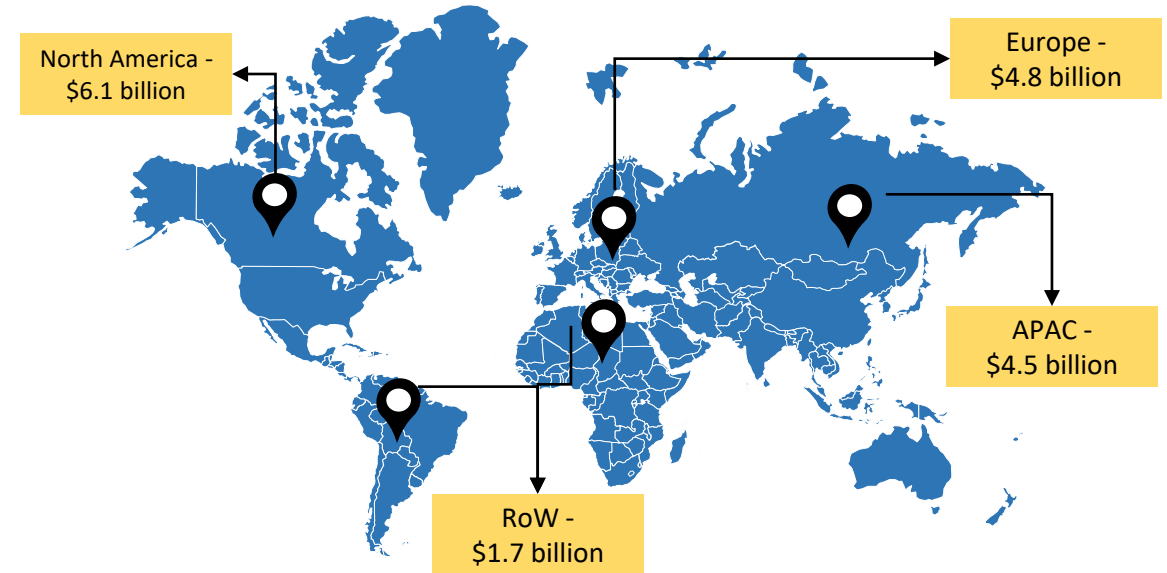 North America -
$6.1 billion
Europe -
$4.8 billion
APAC -
$4.5 billion
RoW -
$1.7 billion